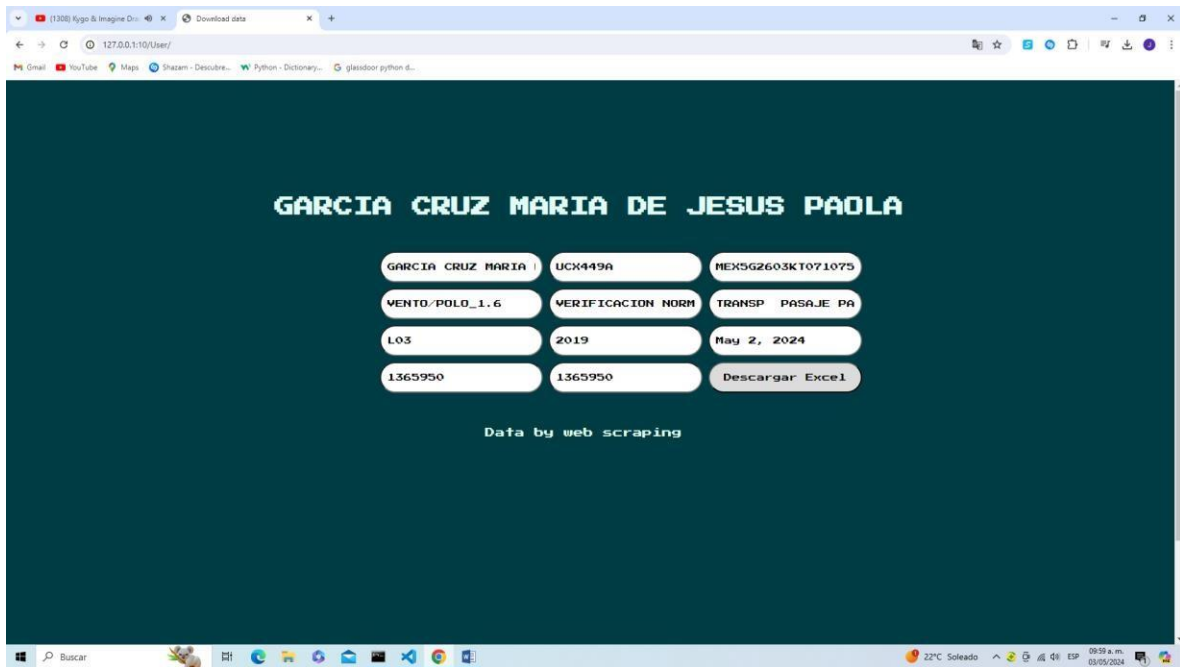 (1308) Kygo & Imagine Dra
Download data
127.0.0.1:10/User/
Gmail YouTube Maps Shazam - Descubre... Python - Dictionary... glassdoor python d...
GARCIA CRUZ MARIA DE JESUS PAOLA
GARCIA CRUZ MARIA UCX449A MEX5G2603KT071075
VENTO/POLO_1.6 VERIFICACION NORM TRANSP PASAJE PA
L03 2019 May 2, 2024
1365950 1365950 Descargar Excel
Data by web scraping
Buscar 22°C Soleado ESP 09:59 a. m.
03/05/2024